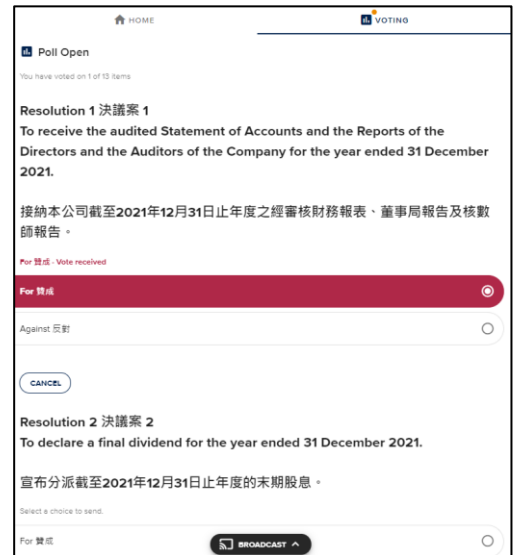 HOME
VOTING
Poll Open
You have voted on 1 of 13 items
Resolution 1 決議案 1
To receive the audited Statement of Accounts and the Reports of the
Directors and the Auditors of the Company for the year ended 31 December
2021.
接納本公司截至2021年12月31日止年度之經審核財務報表、董事局報告及核數
師報告。
For 贊成 - Vote received
For 贊成
Against 反對
CANCEL
Resolution 2 決議案 2
To declare a final dividend for the year ended 31 December 2021.
宣布分派截至2021年12月31日止年度的末期股息。
Select a choice to send.
For 贊成
BROADCAST